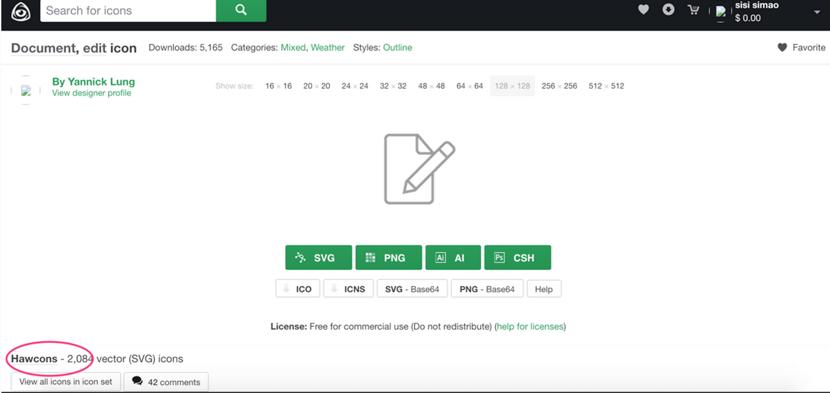 Search for icons
sisi simao
$ 0.00
Document, edit icon Downloads: 5,165 Categories: Mixed, Weather Styles: Outline Favorite
By Yannick Lung
View designer profile
Show size: 16 × 16 20 × 20 24 × 24 32 × 32 48 × 48 64 × 64 128 × 128 256 × 256 512 × 512
SVG PNG Ai AI Ps CSH
ICO ICNS SVG - Base64 PNG - Base64 Help
License: Free for commercial use (Do not redistribute) (help for licenses)
Hawcons - 2,084 vector (SVG) icons
View all icons in icon set 42 comments